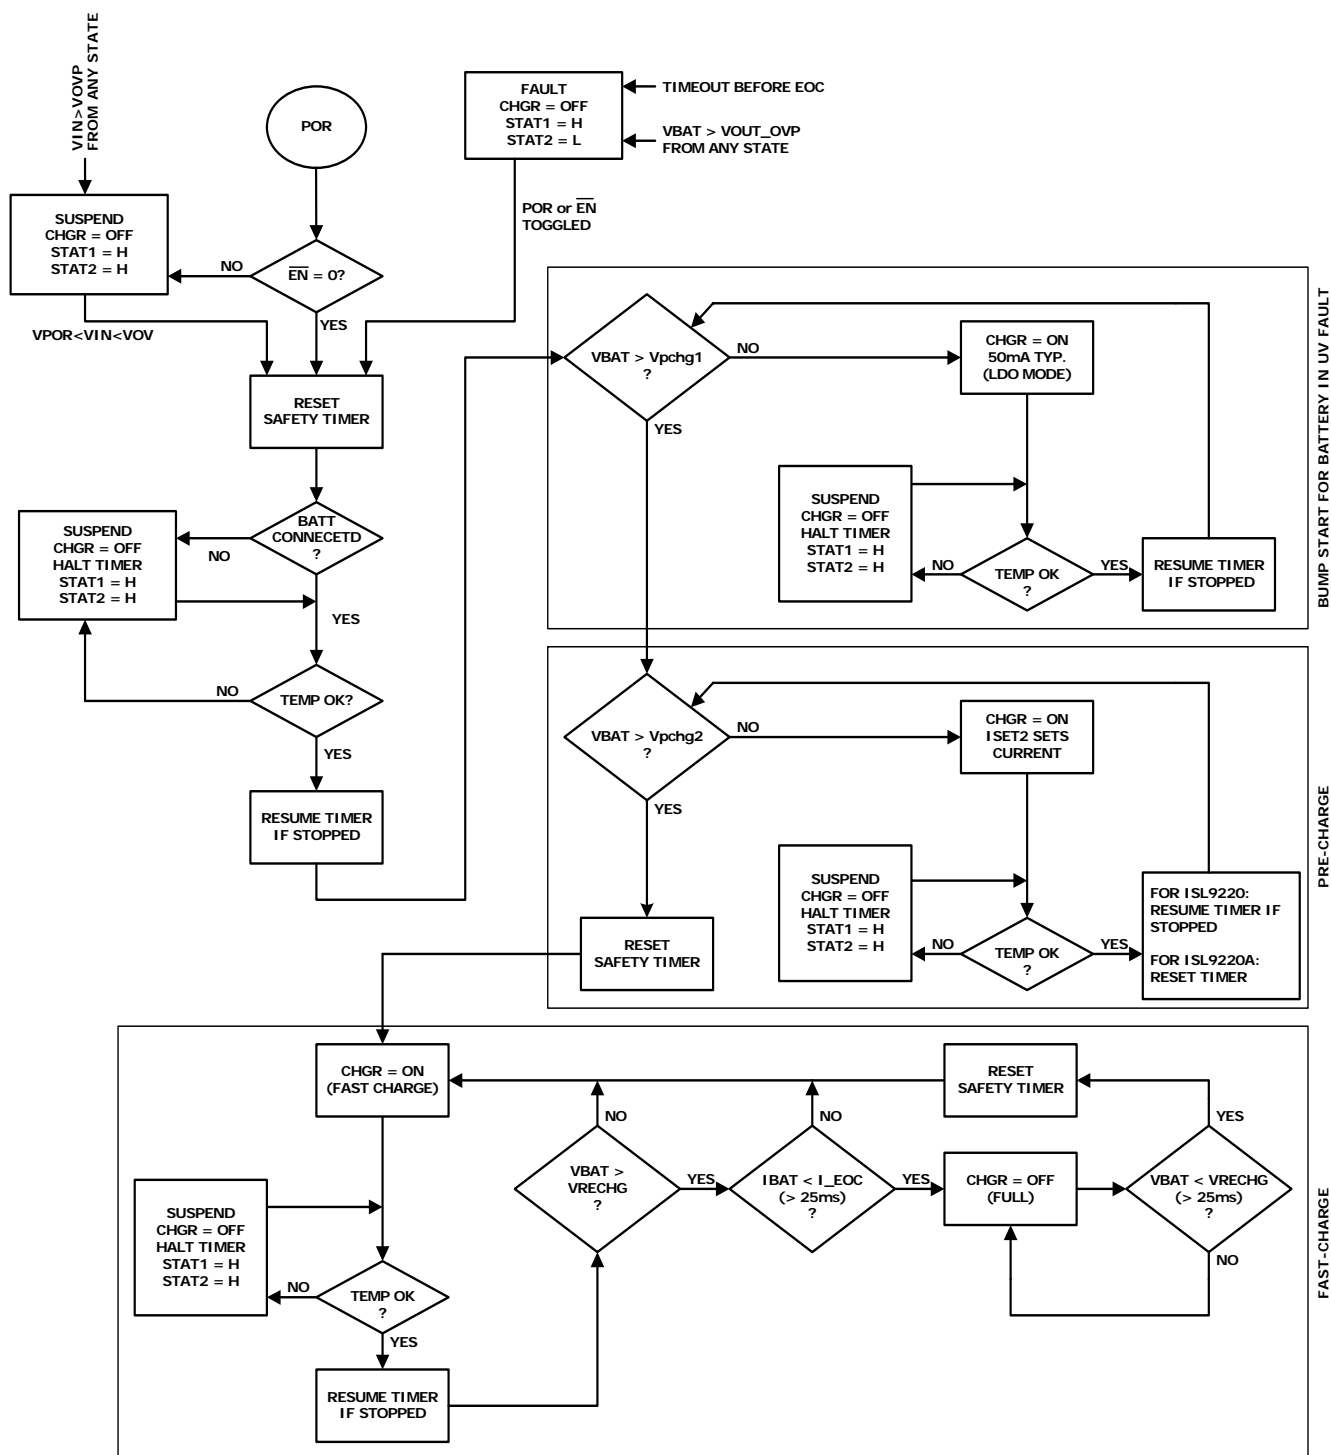 VIN>VOVP
FROM ANY STATE
POR
FAULT
CHGR = OFF
STAT1 = H
STAT2 = L
TIMEOUT BEFORE EOC
VBAT > VOUT_OVP
FROM ANY STATE
SUSPEND
CHGR = OFF
STAT1 = H
STAT2 = H
NO
E̅N̅ = 0?
YES
POR or E̅N̅
TOGGLED
VPOR<VIN<VOV
RESET
SAFETY TIMER
BATT
CONNECETD
?
NO
SUSPEND
CHGR = OFF
HALT TIMER
STAT1 = H
STAT2 = H
YES
TEMP OK?
NO
YES
RESUME TIMER
IF STOPPED
VBAT > Vpchg1
?
NO
YES
CHGR = ON
50mA TYP.
(LDO MODE)
SUSPEND
CHGR = OFF
HALT TIMER
STAT1 = H
STAT2 = H
NO
TEMP OK
?
YES
RESUME TIMER
IF STOPPED
BUMP START FOR BATTERY IN UV FAULT
VBAT > Vpchg2
?
NO
YES
CHGR = ON
ISET2 SETS
CURRENT
SUSPEND
CHGR = OFF
HALT TIMER
STAT1 = H
STAT2 = H
NO
TEMP OK
?
YES
FOR ISL9220:
RESUME TIMER IF
STOPPED
FOR ISL9220A:
RESET TIMER
RESET
SAFETY TIMER
PRE-CHARGE
CHGR = ON
(FAST CHARGE)
RESET
SAFETY TIMER
NO
NO
YES
VBAT >
VRECHG
?
YES
IBAT < I_EOC
(> 25ms)
?
YES
CHGR = OFF
(FULL)
VBAT < VRECHG
(> 25ms)
?
NO
SUSPEND
CHGR = OFF
HALT TIMER
STAT1 = H
STAT2 = H
NO
TEMP OK
?
YES
RESUME TIMER
IF STOPPED
FAST-CHARGE